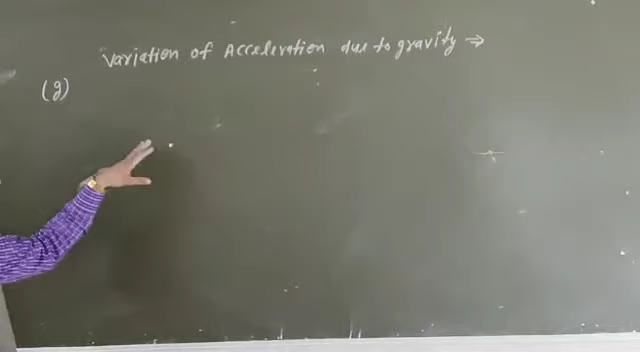 Variation of Acceleration due to gravity ⇒
(g)